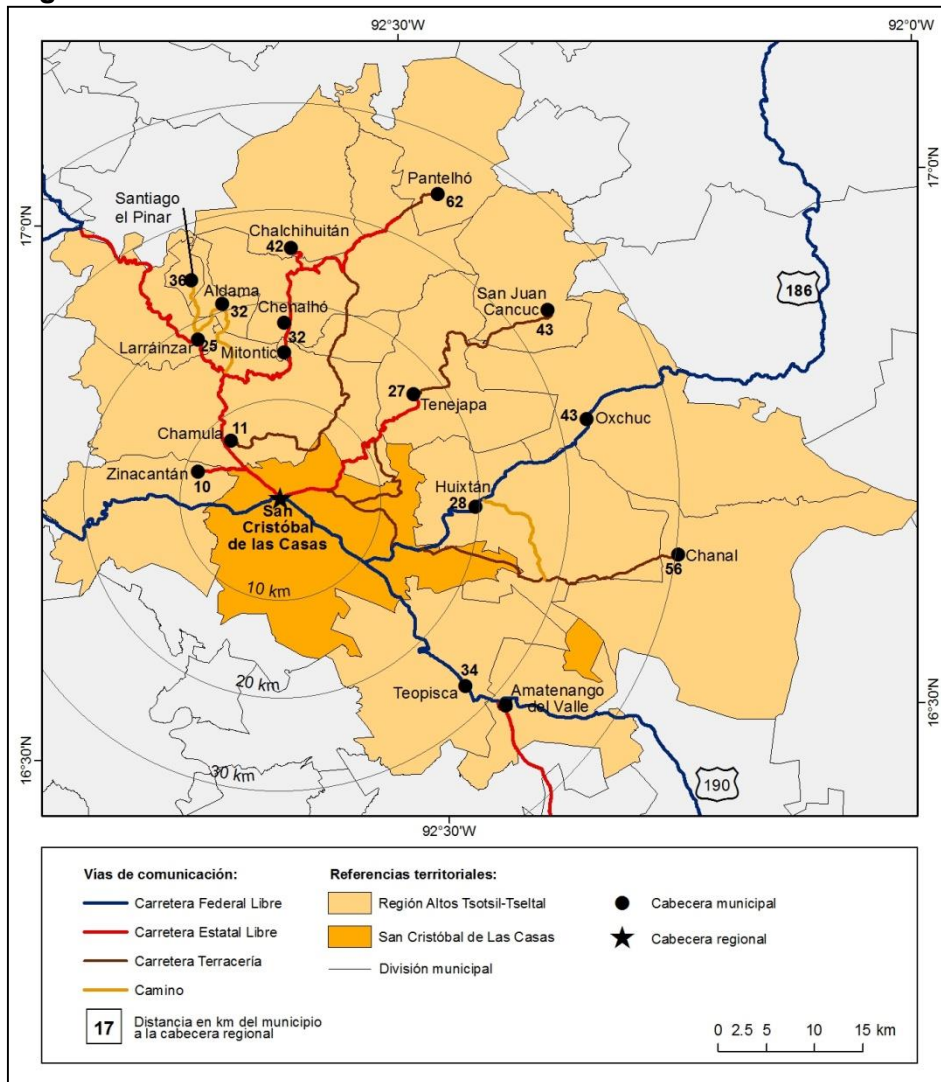 92°30'W
92°0'W
17°0'N
17°0'N
Pantelhó
62
Santiago
el Pinar
Chalchihuitán
42
36
Aldama
32
Chenalhó
32
San Juan
Cancuc
43
186
Larráinzar
25
Mitontic
27
Tenejapa
43
Oxchuc
Chamula
11
Zinacantán
10
Huixtán
28
San
Cristóbal
de las Casas
Chanal
56
10 km
20 km
30 km
34
Teopisca
Amatenango
del Valle
190
16°30'N
16°30'N
92°30'W
Vias de comunicación:
Carretera Federal Libre
Carretera Estatal Libre
Carretera Terracería
Camino
17
Distancia en km del municipio
a la cabecera regional
Referencias territoriales:
Región Altos Tsotsil-Tseltal
San Cristóbal de Las Casas
División municipal
Cabecera municipal
Cabecera regional
0 2.5 5 10 15 km